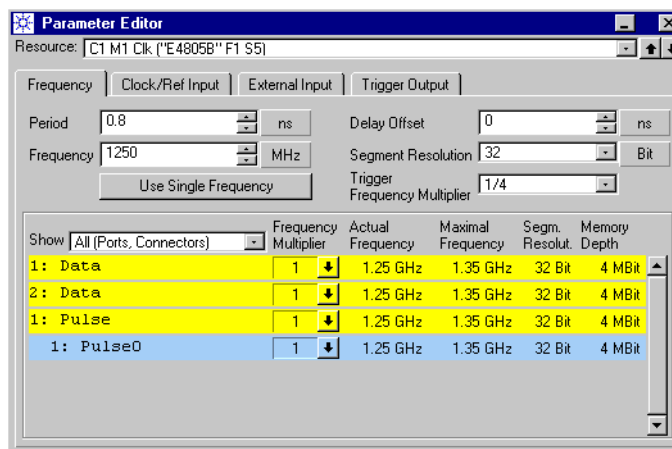 Parameter Editor
Resource: C1 M1 Clk ("E4805B" F1 S5)
Frequency Clock/Ref Input External Input Trigger Output
Period 0.8 ns Delay Offset 0 ns
Frequency 1250 MHz Segment Resolution 32 Bit
Use Single Frequency Trigger Frequency Multiplier 1/4
Show All (Ports, Connectors) Frequency Multiplier Actual Frequency Maximal Frequency Segm. Resolut. Memory Depth
1: Data 1 1.25 GHz 1.35 GHz 32 Bit 4 MBit
2: Data 1 1.25 GHz 1.35 GHz 32 Bit 4 MBit
1: Pulse 1 1.25 GHz 1.35 GHz 32 Bit 4 MBit
1: PulseO 1 1.25 GHz 1.35 GHz 32 Bit 4 MBit